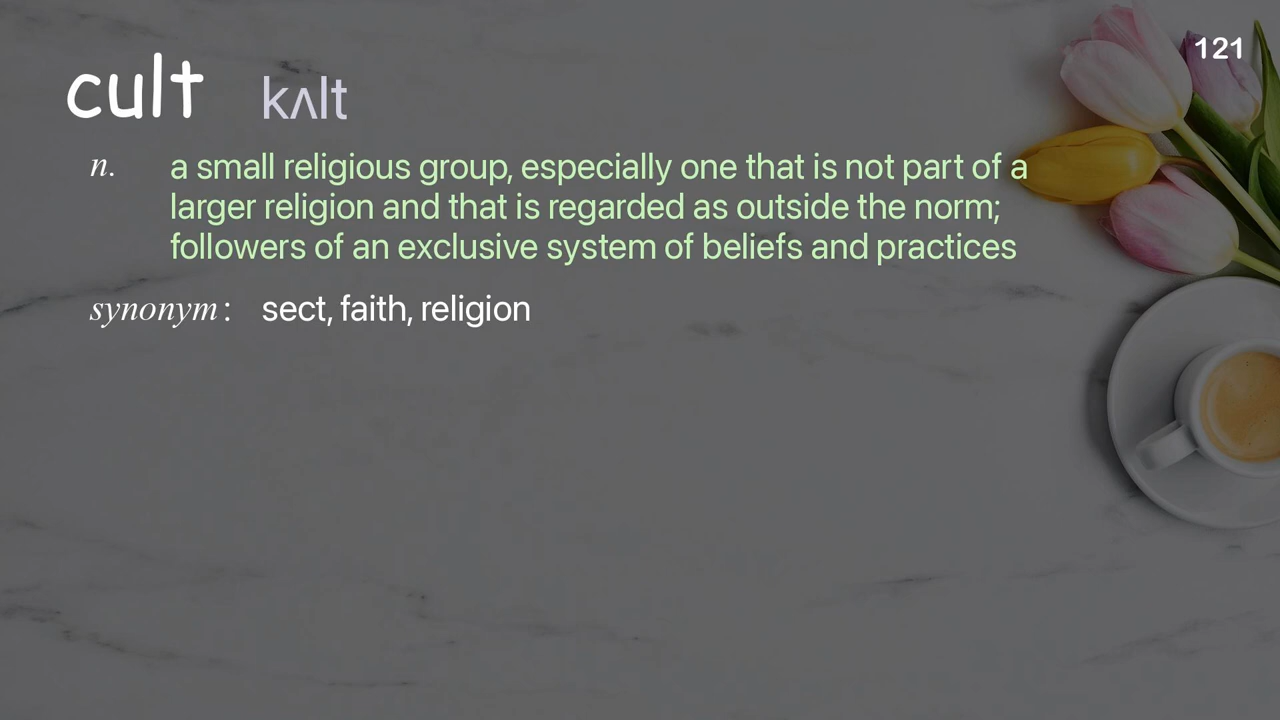 121
cult kʌlt
n. a small religious group, especially one that is not part of a
larger religion and that is regarded as outside the norm;
followers of an exclusive system of beliefs and practices
synonym : sect, faith, religion